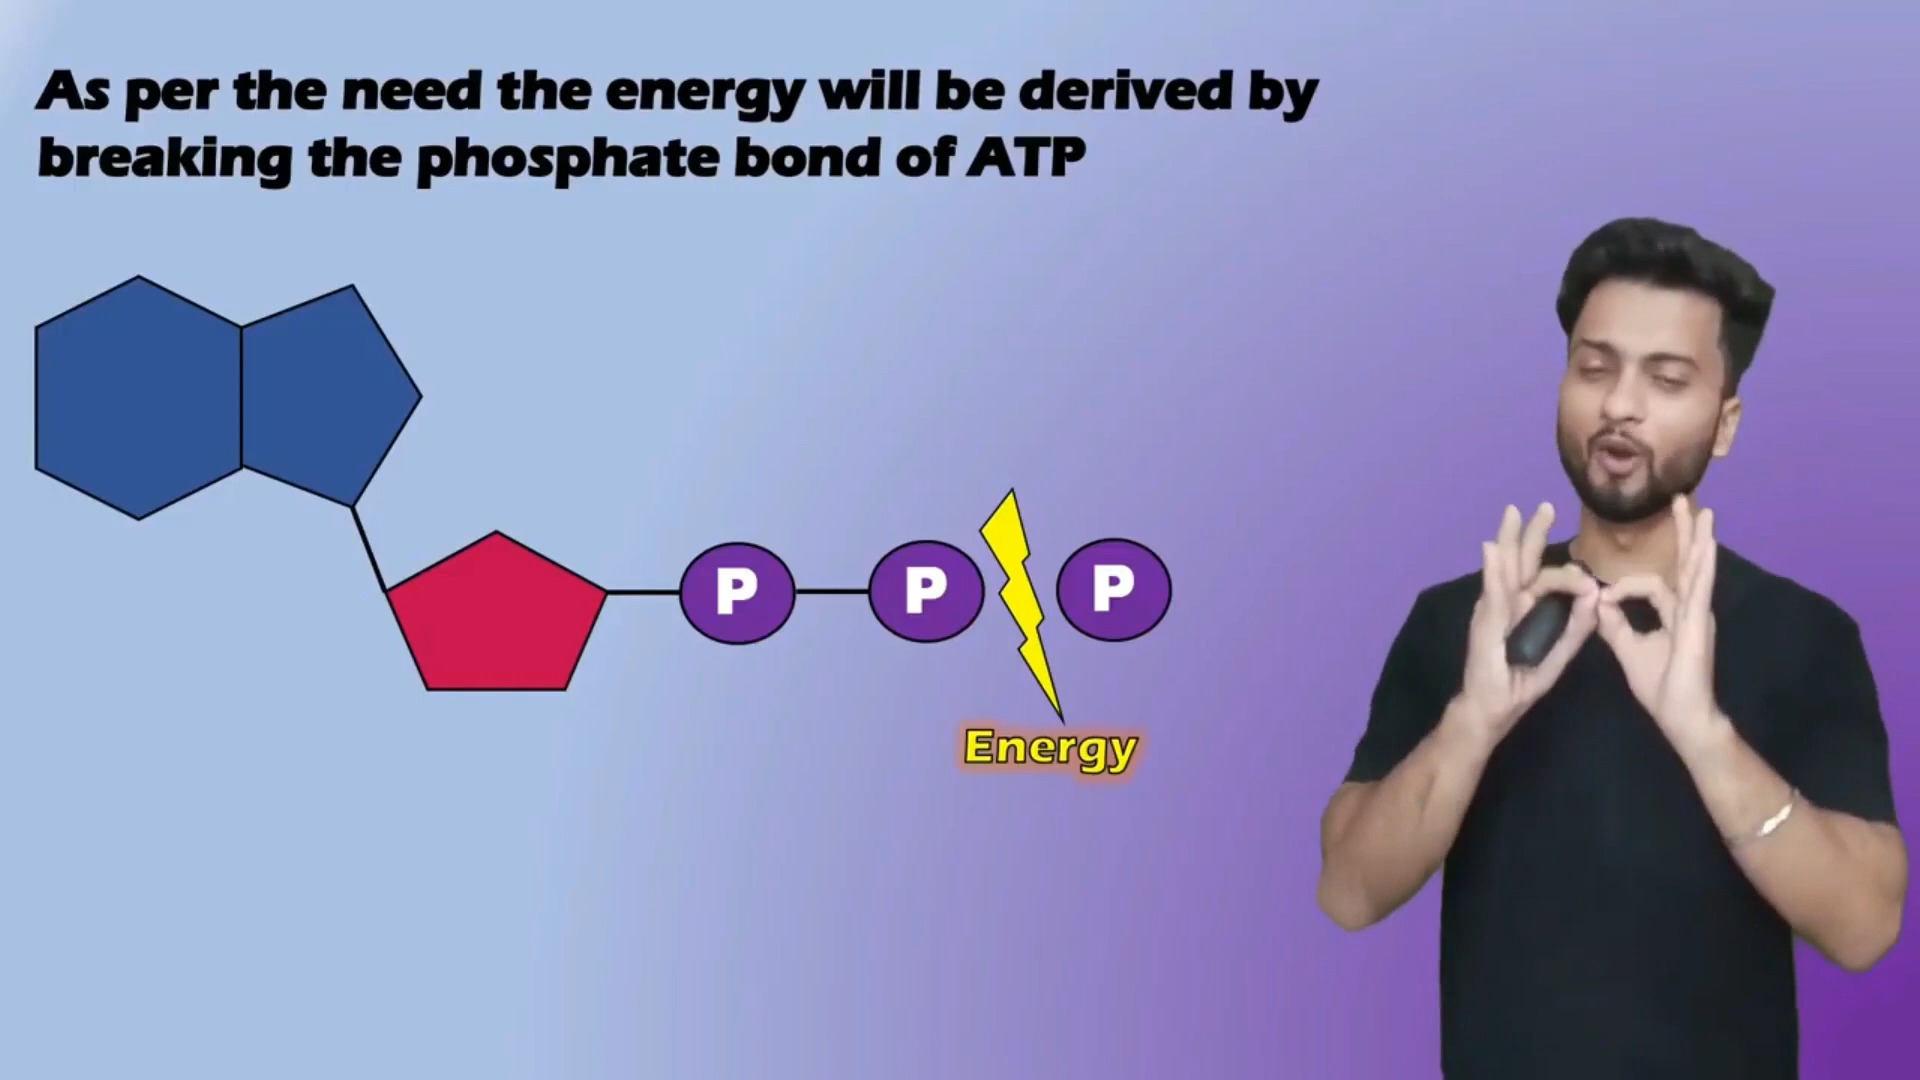 As per the need the energy will be derived by
breaking the phosphate bond of ATP
P P P
Energy